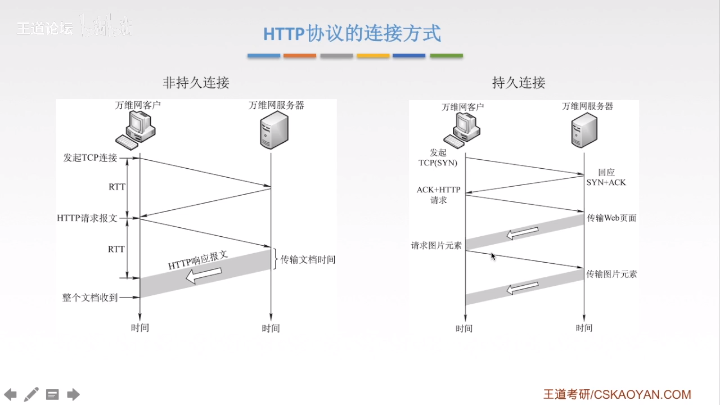 王道论坛
HTTP协议的连接方式
非持久连接
万维网客户
万维网服务器
发起TCP连接
RTT
HTTP请求报文
RTT
HTTP响应报文
传输文档时间
整个文档收到
时间
时间
持久连接
万维网客户
万维网服务器
发起
TCP(SYN)
回应
SYN+ACK
ACK+HTTP
请求
传输Web页面
请求图片元素
传输图片元素
时间
时间
王道考研/CSKAOYAN.COM